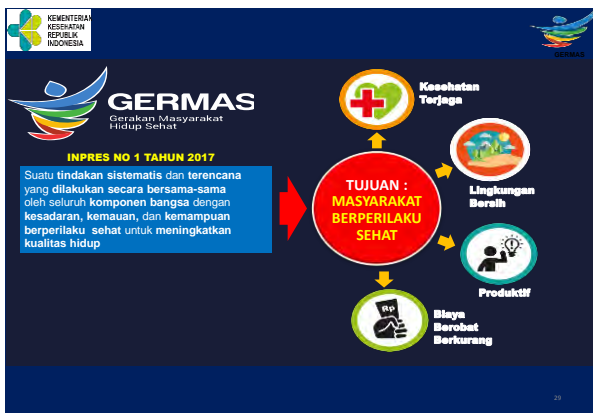 KEMENTERIAN
KESEHATAN
REPUBLIK
INDONESIA
GERMAS
GERMAS
Gerakan Masyarakat
Hidup Sehat
INPRES NO 1 TAHUN 2017
Suatu tindakan sistematis dan terencana
yang dilakukan secara bersama-sama
oleh seluruh komponen bangsa dengan
kesadaran, kemauan, dan kemampuan
berperilaku sehat untuk meningkatkan
kualitas hidup
TUJUAN :
MASYARAKAT
BERPERILAKU
SEHAT
Kesehatan
Terjaga
Lingkungan
Bersih
Produktif
Rp
Biaya
Berobat
Berkurang
29